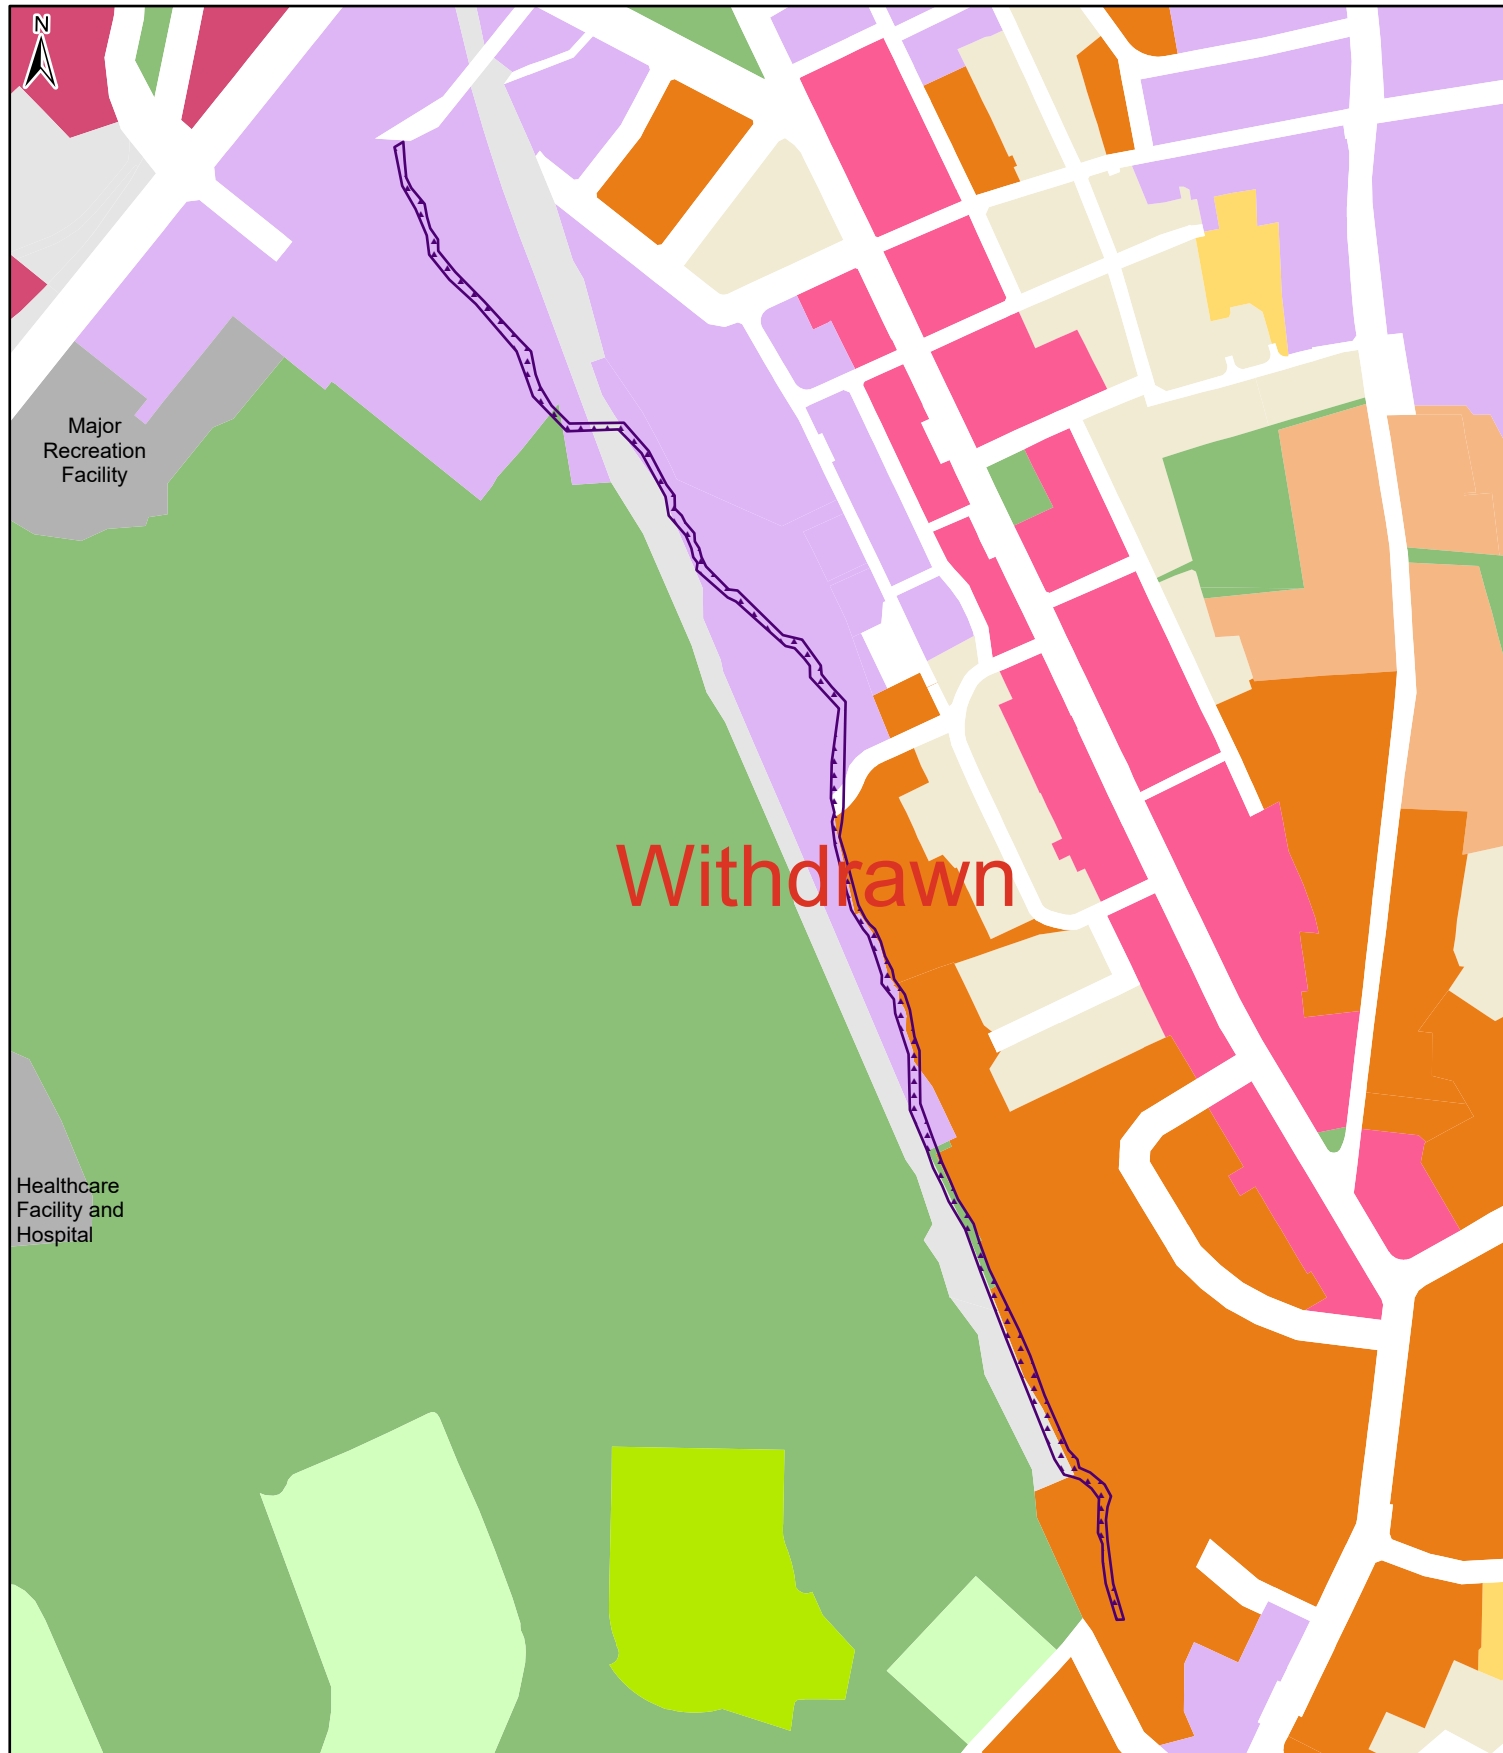 N
Major
Recreation
Facility
Withdrawn
Healthcare
Facility and
Hospital